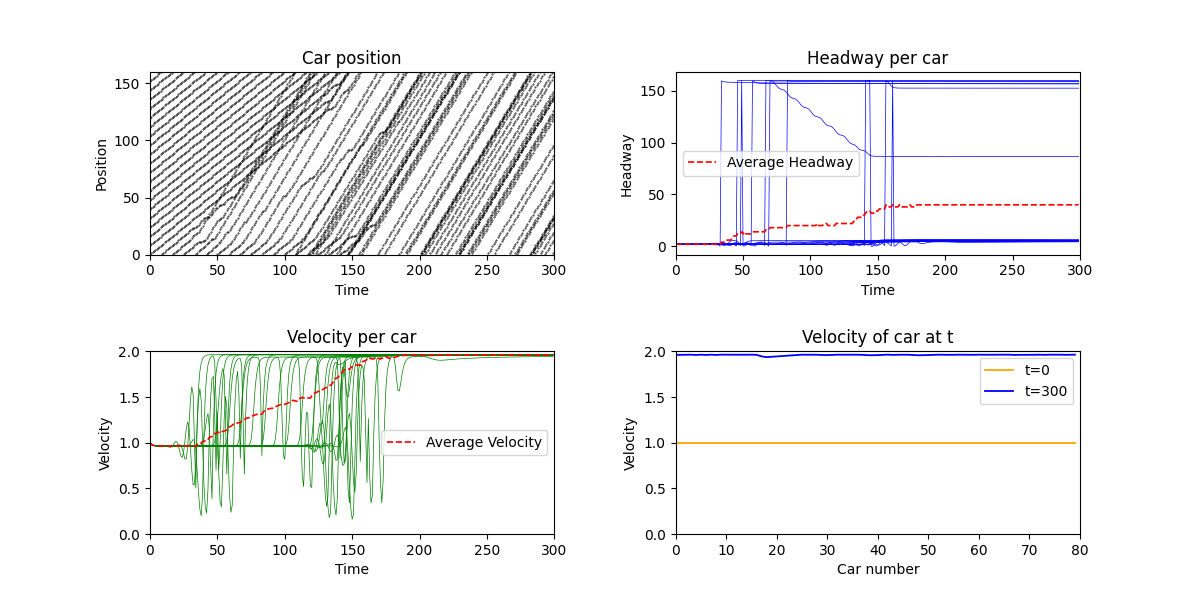 Car position
Position
150
100
50
0
0 50 100 150 200 250 300
Time
Headway per car
Headway
150
100
50
0
Average Headway
0 50 100 150 200 250 300
Time
Velocity per car
Velocity
2.0
1.5
1.0
0.5
0.0
Average Velocity
0 50 100 150 200 250 300
Time
Velocity of car at t
Velocity
2.0
1.5
1.0
0.5
0.0
t=0
t=300
0 10 20 30 40 50 60 70 80
Car number